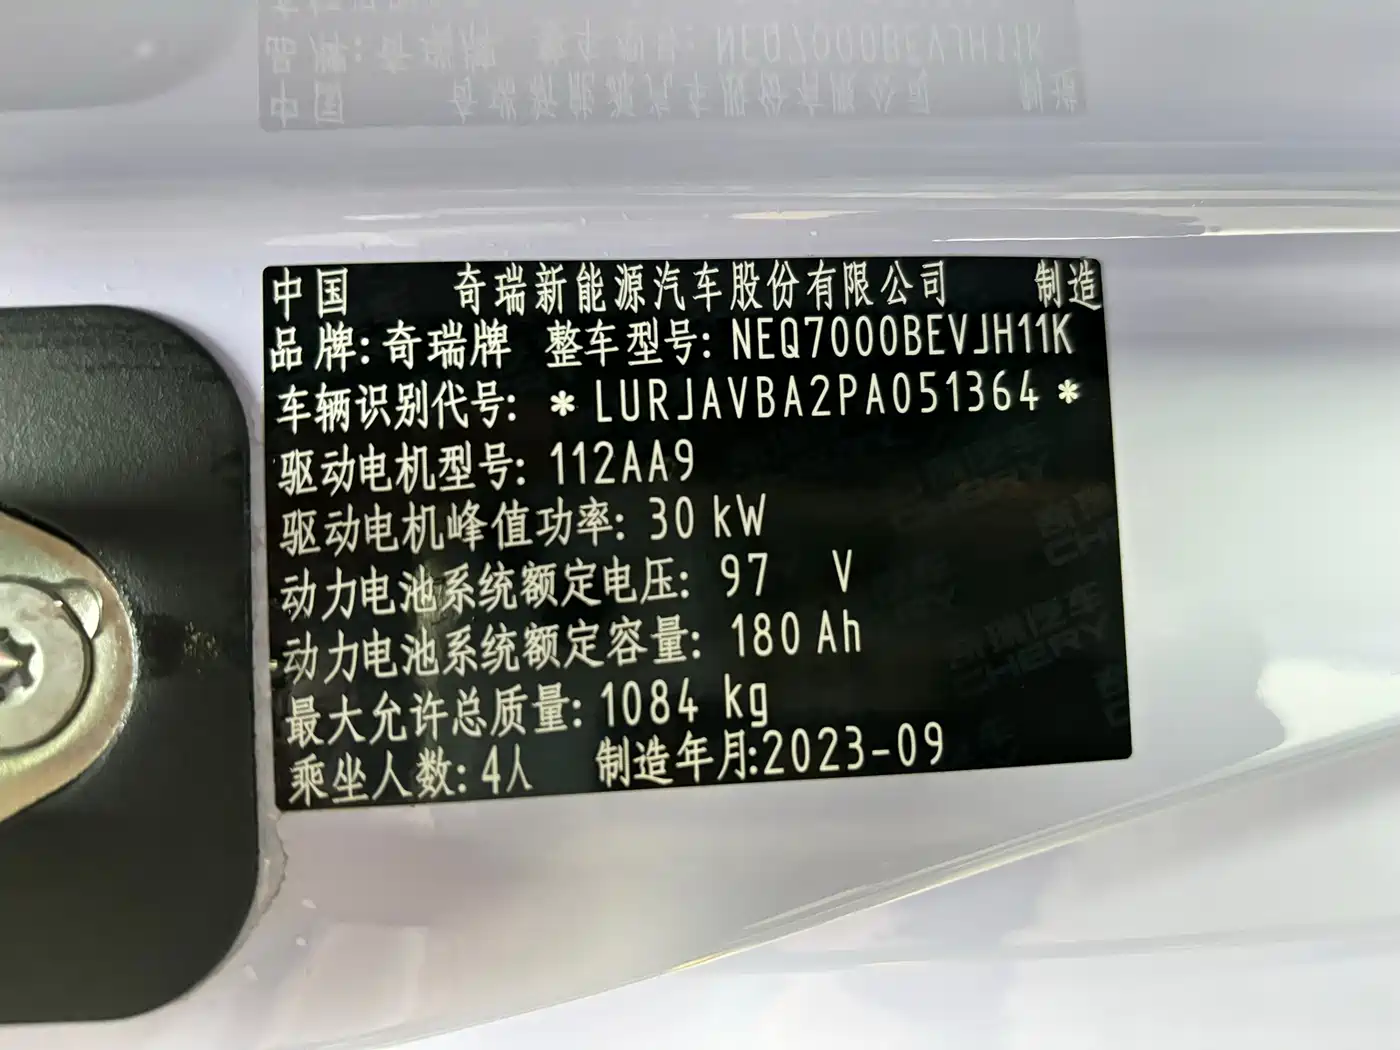 中国 奇瑞新能源汽车股份有限公司 制造
品牌:奇瑞牌 整车型号:NEQ7000BEVJH11K
车辆识别代号: *LURJAVBA2PA051364*
驱动电机型号: 112AA9
驱动电机峰值功率: 30 kW
动力电池系统额定电压: 97 V
动力电池系统额定容量: 180 Ah
最大允许总质量: 1084 kg
乘坐人数: 4人 制造年月:2023-09